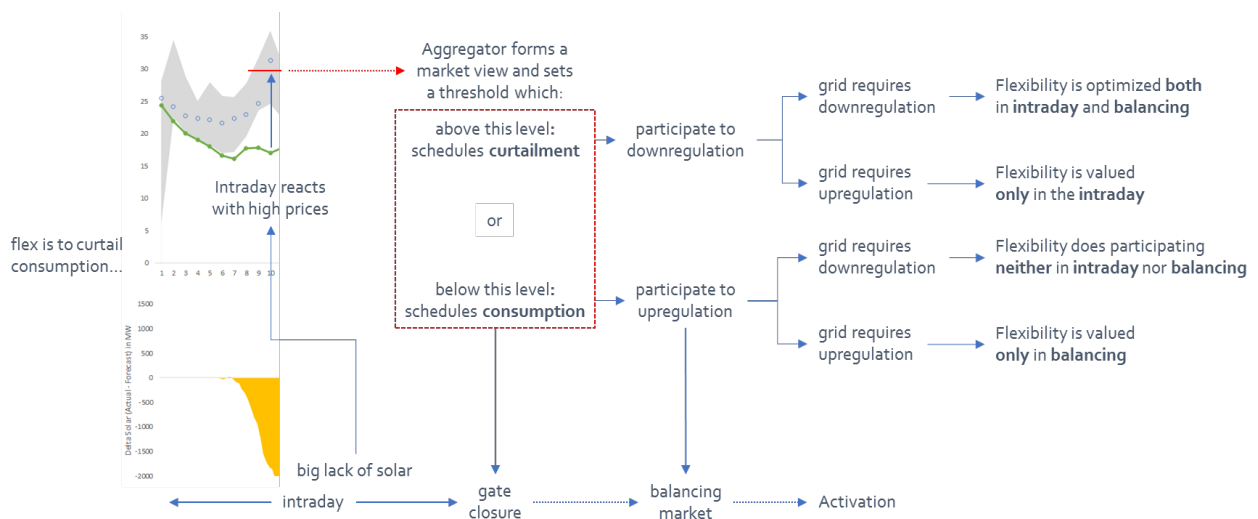 35
30
25
20
15
10
5
0
1 2 3 4 5 6 7 8 9 10
Intraday reacts
with high prices
flex is to curtail
consumption...
1500
1000
500
0
-500
-1000
-1500
-2000
Delta Solar (Actual - Forecast) in MW
big lack of solar
Aggregator forms a
market view and sets
a threshold which:
above this level:
schedules curtailment
or
below this level:
schedules consumption
participate to
downregulation
participate to
upregulation
grid requires
downregulation
Flexibility is optimized both
in intraday and balancing
grid requires
upregulation
Flexibility is valued
only in the intraday
grid requires
downregulation
Flexibility does participating
neither in intraday nor balancing
grid requires
upregulation
Flexibility is valued
only in balancing
intraday
gate
closure
balancing
market
Activation